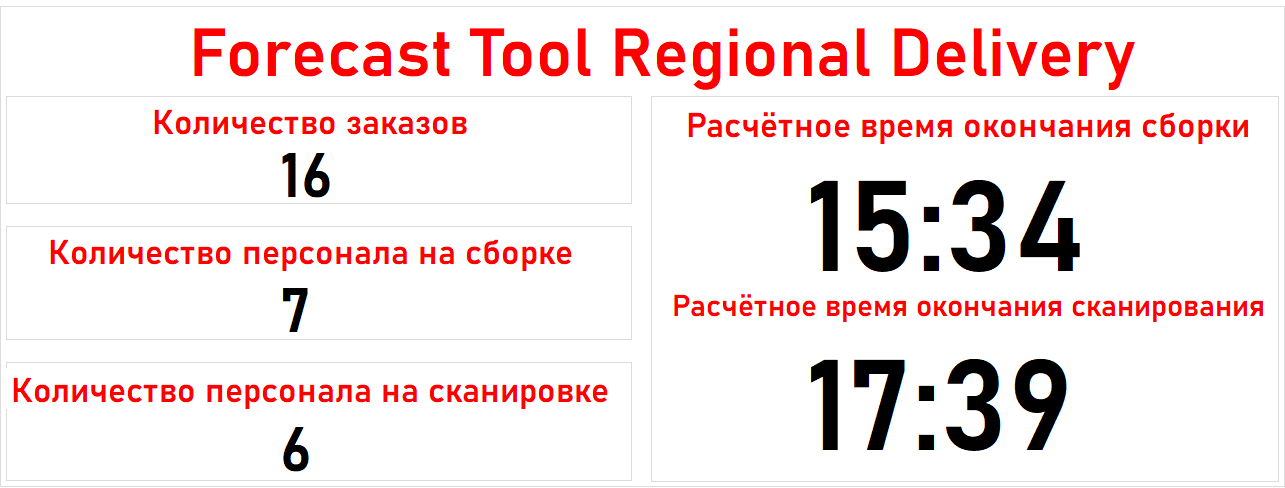 Forecast Tool Regional Delivery
Количество заказов
16
Количество персонала на сборке
7
Количество персонала на сканировке
6
Расчётное время окончания сборки
15:34
Расчётное время окончания сканирования
17:39